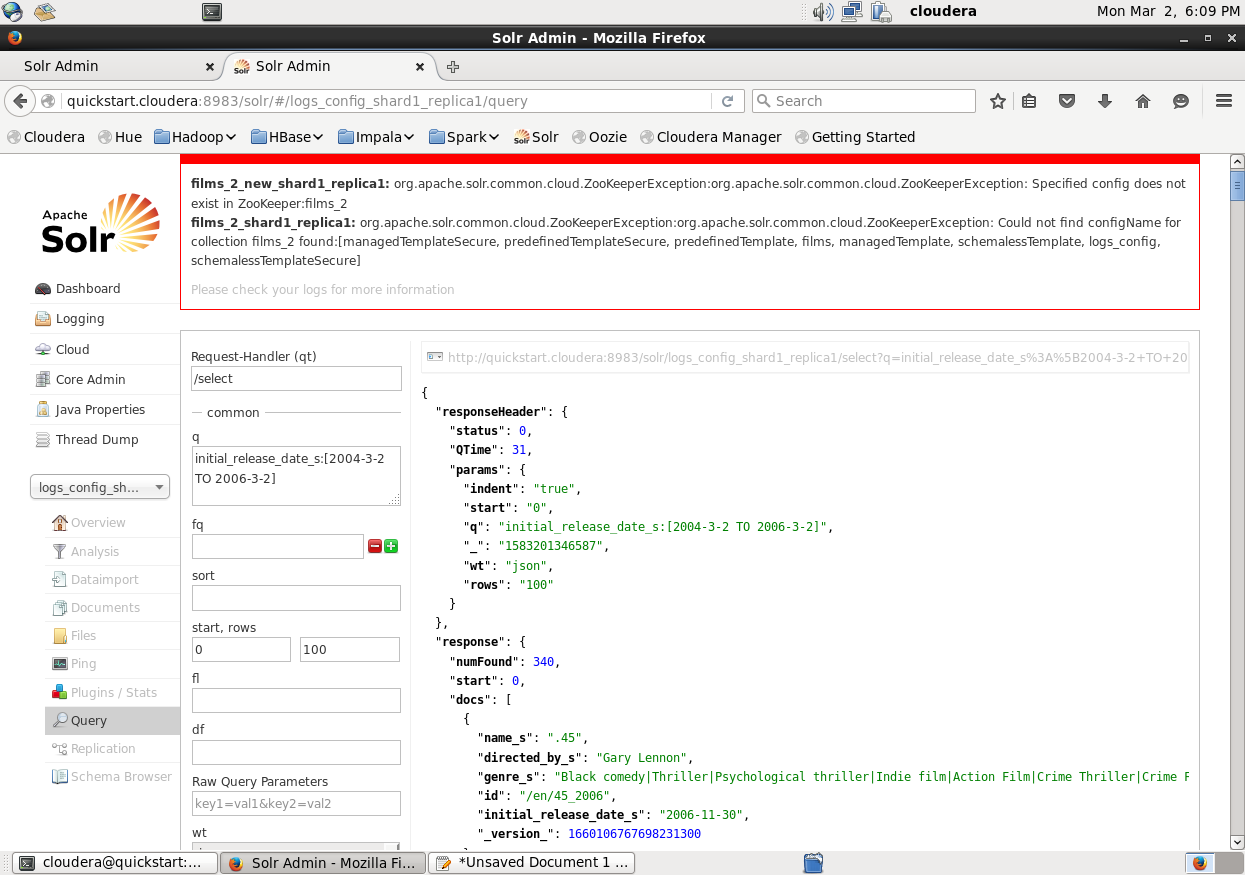 cloudera
Mon Mar 2, 6:09 PM
Solr Admin - Mozilla Firefox
Solr Admin
Solr Admin
quickstart.cloudera:8983/solr/#/logs_config_shard1_replica1/query
Search
Cloudera Hue Hadoop HBase Impala Spark Solr Oozie Cloudera Manager Getting Started
films_2_new_shard1_replica1: org.apache.solr.common.cloud.ZooKeeperException:org.apache.solr.common.cloud.ZooKeeperException: Specified config does not
exist in ZooKeeper:films_2
films_2_shard1_replica1: org.apache.solr.common.cloud.ZooKeeperException:org.apache.solr.common.cloud.ZooKeeperException: Could not find configName for
collection films_2 found:[managedTemplateSecure, predefinedTemplateSecure, predefinedTemplate, films, managedTemplate, schemalessTemplate, logs_config,
schemalessTemplateSecure]
Please check your logs for more information
Apache
Solr
Dashboard
Logging
Cloud
Core Admin
Java Properties
Thread Dump
logs_config_sh...
Overview
Analysis
Dataimport
Documents
Files
Ping
Plugins / Stats
Query
Replication
Schema Browser
Request-Handler (qt)
/select
common
q
initial_release_date_s:[2004-3-2
TO 2006-3-2]
fq
sort
start, rows
0
100
fl
df
Raw Query Parameters
key1=val1&key2=val2
wt
http://quickstart.cloudera:8983/solr/logs_config_shard1_replica1/select?q=initial_release_date_s%3A%5B2004-3-2+TO+20
{
"responseHeader": {
"status": 0,
"QTime": 31,
"params": {
"indent": "true",
"start": "0",
"q": "initial_release_date_s:[2004-3-2 TO 2006-3-2]",
"_": "1583201346587",
"wt": "json",
"rows": "100"
}
},
"response": {
"numFound": 340,
"start": 0,
"docs": [
{
"name_s": ".45",
"directed_by_s": "Gary Lennon",
"genre_s": "Black comedy|Thriller|Psychological thriller|Indie film|Action Film|Crime Thriller|Crime F
"id": "/en/45_2006",
"initial_release_date_s": "2006-11-30",
"_version_": 1660106767698231300
cloudera@quickstart:...
Solr Admin - Mozilla Fi...
*Unsaved Document 1 ...